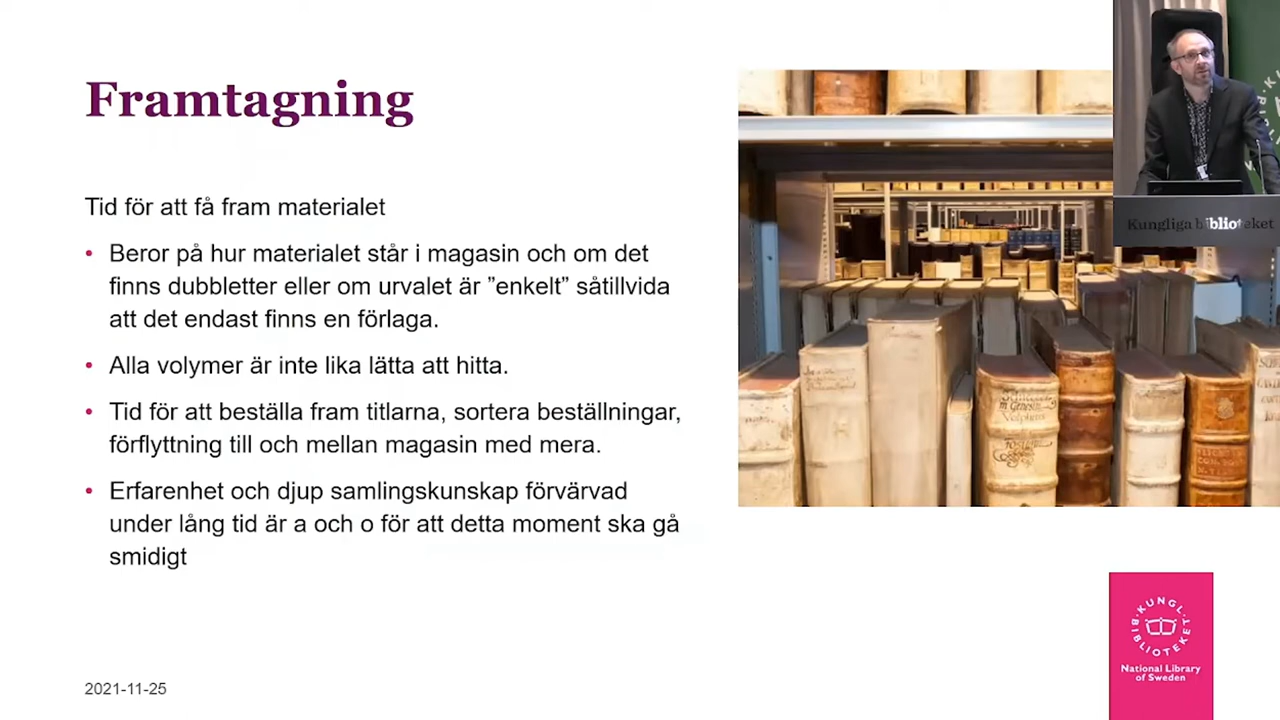 Framtagning
Tid för att få fram materialet
• Beror på hur materialet står i magasin och om det
finns dubbletter eller om urvalet är ”enkelt” såtillvida
att det endast finns en förlaga.
• Alla volymer är inte lika lätta att hitta.
• Tid för att beställa fram titlarna, sortera beställningar,
förflyttning till och mellan magasin med mera.
• Erfarenhet och djup samlingskunskap förvärvad
under lång tid är a och o för att detta moment ska gå
smidigt
2021-11-25
Kungliga biblioteket
KUNGL.
BIBLIOTEKET
National Library
of Sweden